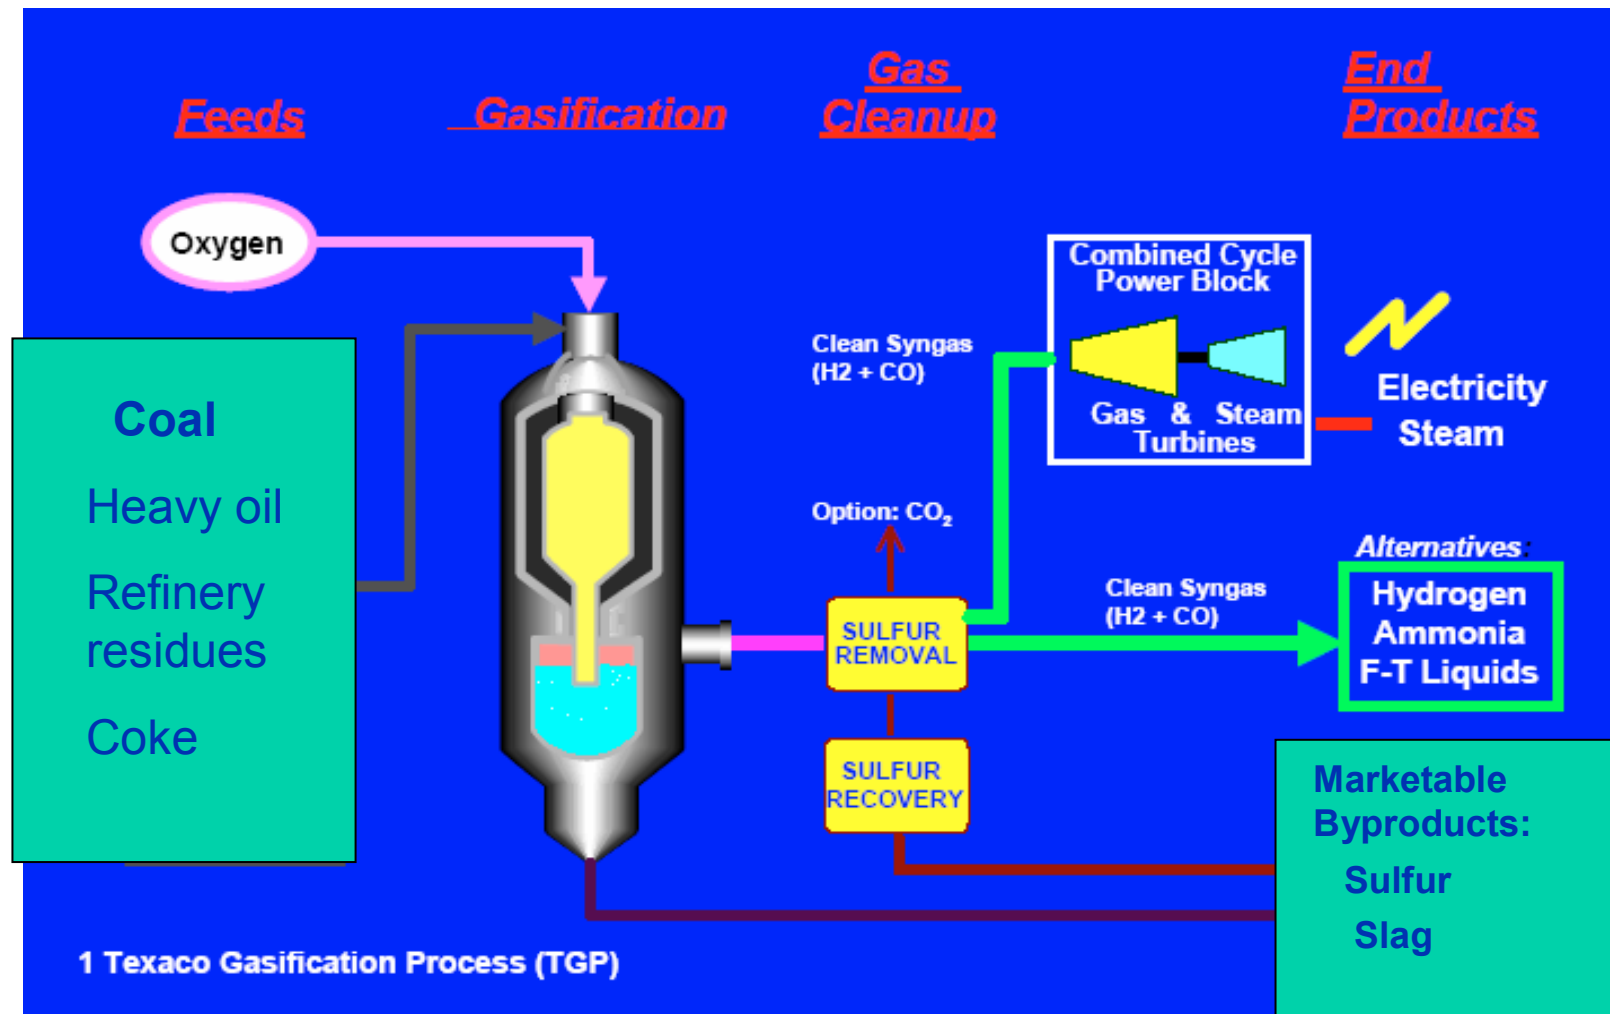 Feeds
Gasification
Gas
Cleanup
End
Products
Oxygen
Coal
Heavy oil
Refinery
residues
Coke
Clean Syngas
(H2 + CO)
Combined Cycle
Power Block
Gas & Steam
Turbines
Electricity
Steam
Option: CO₂
SULFUR
REMOVAL
Clean Syngas
(H2 + CO)
Alternatives:
Hydrogen
Ammonia
F-T Liquids
SULFUR
RECOVERY
Marketable
Byproducts:
Sulfur
Slag
1 Texaco Gasification Process (TGP)